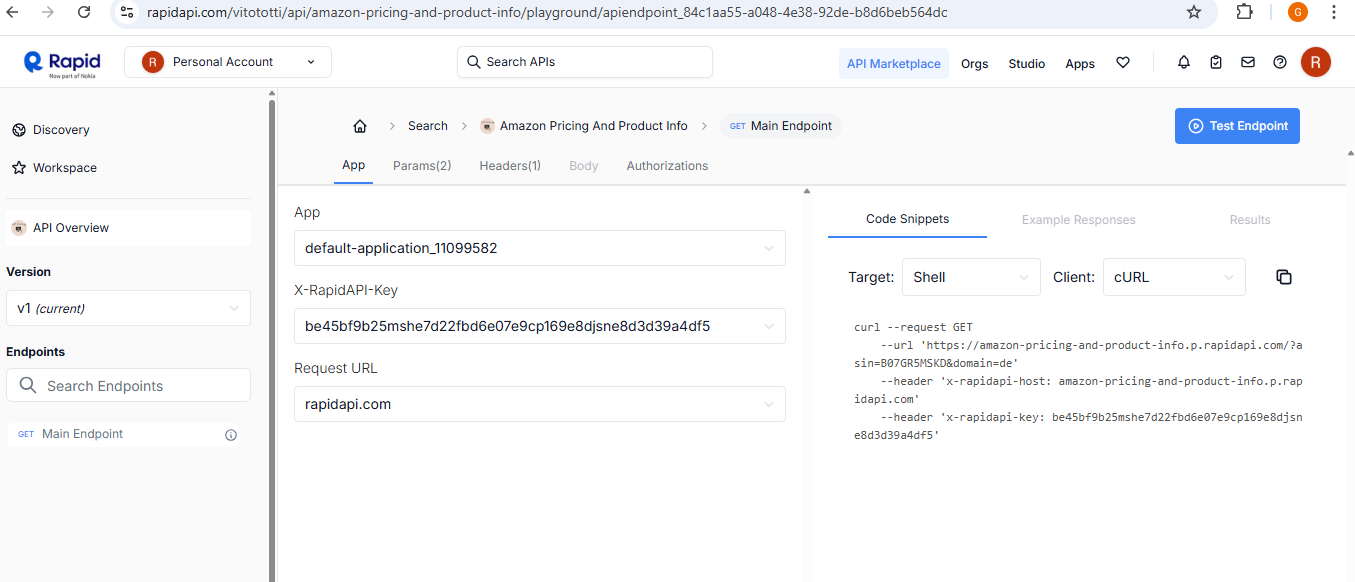 rapidapi.com/vitototti/api/amazon-pricing-and-product-info/playground/apiendpoint_84c1aa55-a048-4e38-92de-b8d6beb564dc
G
Rapid
Now part of Nokia
R
Personal Account
Search APIs
API Marketplace
Orgs
Studio
Apps
R
Discovery
Workspace
API Overview
Version
v1 (current)
Endpoints
Search Endpoints
GET Main Endpoint
Search
Amazon Pricing And Product Info
GET Main Endpoint
Test Endpoint
App
Params(2)
Headers(1)
Body
Authorizations
App
default-application_11099582
X-RapidAPI-Key
be45bf9b25mshe7d22fbd6e07e9cp169e8djsne8d3d39a4df5
Request URL
rapidapi.com
Code Snippets
Example Responses
Results
Target:
Shell
Client:
cURL
curl --request GET
--url 'https://amazon-pricing-and-product-info.p.rapidapi.com/?a
sin=B07GR5MSKD&domain=de'
--header 'x-rapidapi-host: amazon-pricing-and-product-info.p.rap
idapi.com'
--header 'x-rapidapi-key: be45bf9b25mshe7d22fbd6e07e9cp169e8djsn
e8d3d39a4df5'